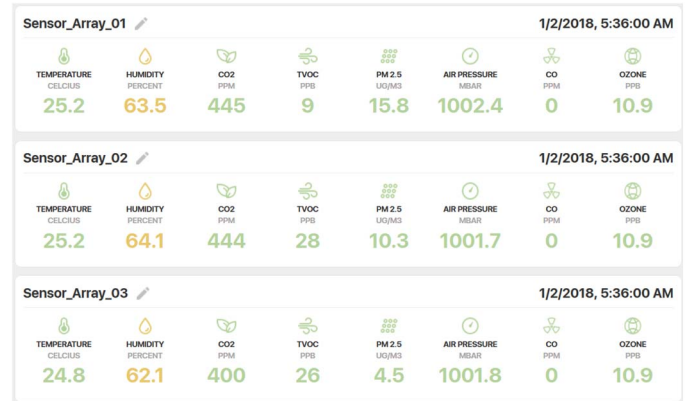 Sensor_Array_01 1/2/2018, 5:36:00 AM
TEMPERATURE HUMIDITY CO2 TVOC PM 2.5 AIR PRESSURE CO OZONE
CELCIUS PERCENT PPM PPB UG/M3 MBAR PPM PPB
25.2 63.5 445 9 15.8 1002.4 0 10.9
Sensor_Array_02 1/2/2018, 5:36:00 AM
TEMPERATURE HUMIDITY CO2 TVOC PM 2.5 AIR PRESSURE CO OZONE
CELCIUS PERCENT PPM PPB UG/M3 MBAR PPM PPB
25.2 64.1 444 28 10.3 1001.7 0 10.9
Sensor_Array_03 1/2/2018, 5:36:00 AM
TEMPERATURE HUMIDITY CO2 TVOC PM 2.5 AIR PRESSURE CO OZONE
CELCIUS PERCENT PPM PPB UG/M3 MBAR PPM PPB
24.8 62.1 400 26 4.5 1001.8 0 10.9